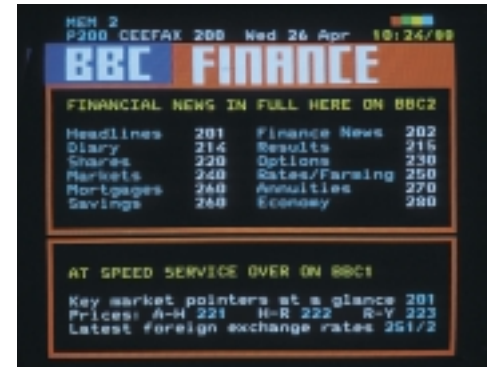 MEM 2
P200 CEEFAX 200 Wed 26 Apr 10:24/00
BBC FINANCE
FINANCIAL NEWS IN FULL HERE ON BBC2
Headlines 201 Finance News 202
Diary 214 Results 215
Shares 220 Options 230
Markets 240 Rates/Farming 250
Mortgages 260 Annuities 270
Savings 260 Economy 280
AT SPEED SERVICE OVER ON BBC1
Key market pointers at a glance 201
Prices: A-H 221 H-R 222 R-Y 223
Latest foreign exchange rates 251/2